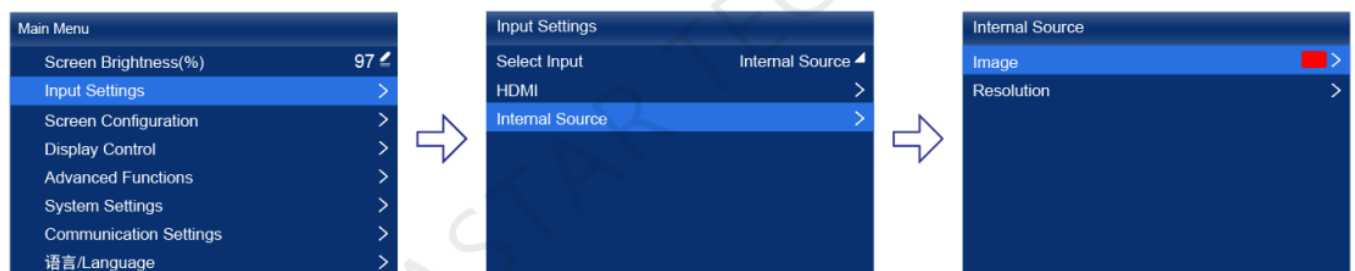 Main Menu
Screen Brightness(%) 97
Input Settings
Screen Configuration
Display Control
Advanced Functions
System Settings
Communication Settings
语言/Language
Input Settings
Select Input Internal Source
HDMI
Internal Source
Internal Source
Image
Resolution